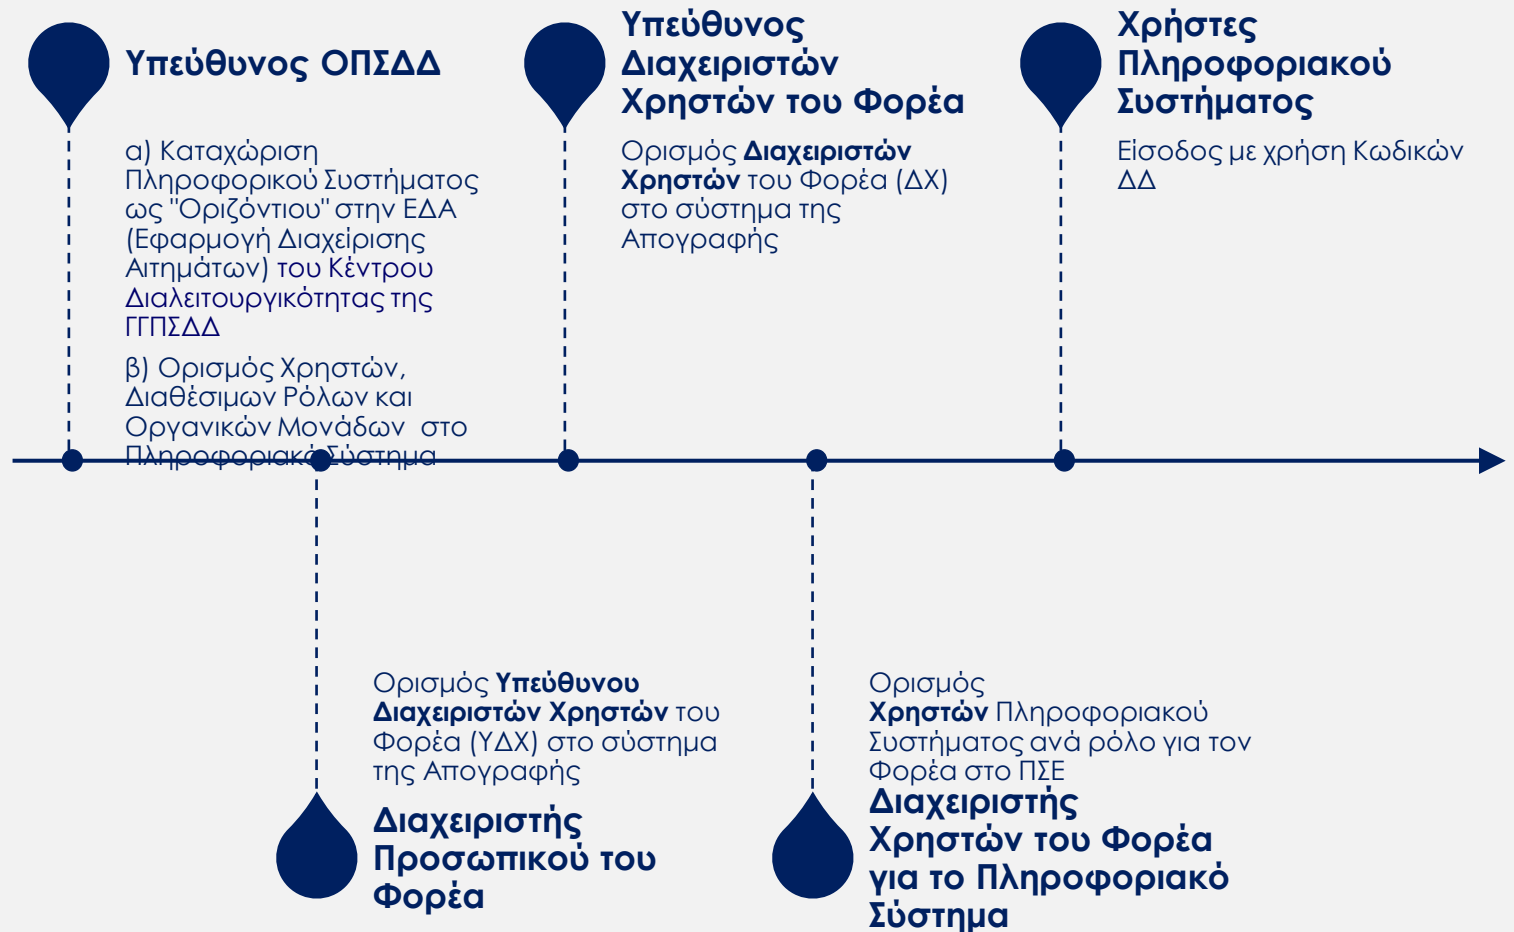 Υπεύθυνος ΟΠΣΔΔ
α) Καταχώριση
Πληροφορικού Συστήματος
ως "Οριζόντιου" στην ΕΔΑ
(Εφαρμογή Διαχείρισης
Αιτημάτων) του Κέντρου
Διαλειτουργικότητας της
ΓΓΠΣΔΔ
β) Ορισμός Χρηστών,
Διαθέσιμων Ρόλων και
Οργανικών Μονάδων στο
Πληροφοριακό Σύστημα
Ορισμός Υπεύθυνου
Διαχειριστών Χρηστών του
Φορέα (ΥΔΧ) στο σύστημα
της Απογραφής
Διαχειριστής
Προσωπικού του
Φορέα
Υπεύθυνος
Διαχειριστών
Χρηστών του Φορέα
Ορισμός Διαχειριστών
Χρηστών του Φορέα (ΔΧ)
στο σύστημα της
Απογραφής
Ορισμός
Χρηστών Πληροφοριακού
Συστήματος ανά ρόλο για τον
Φορέα στο ΠΣΕ
Διαχειριστής
Χρηστών του Φορέα
για το Πληροφοριακό
Σύστημα
Χρήστες
Πληροφοριακού
Συστήματος
Είσοδος με χρήση Κωδικών
ΔΔ